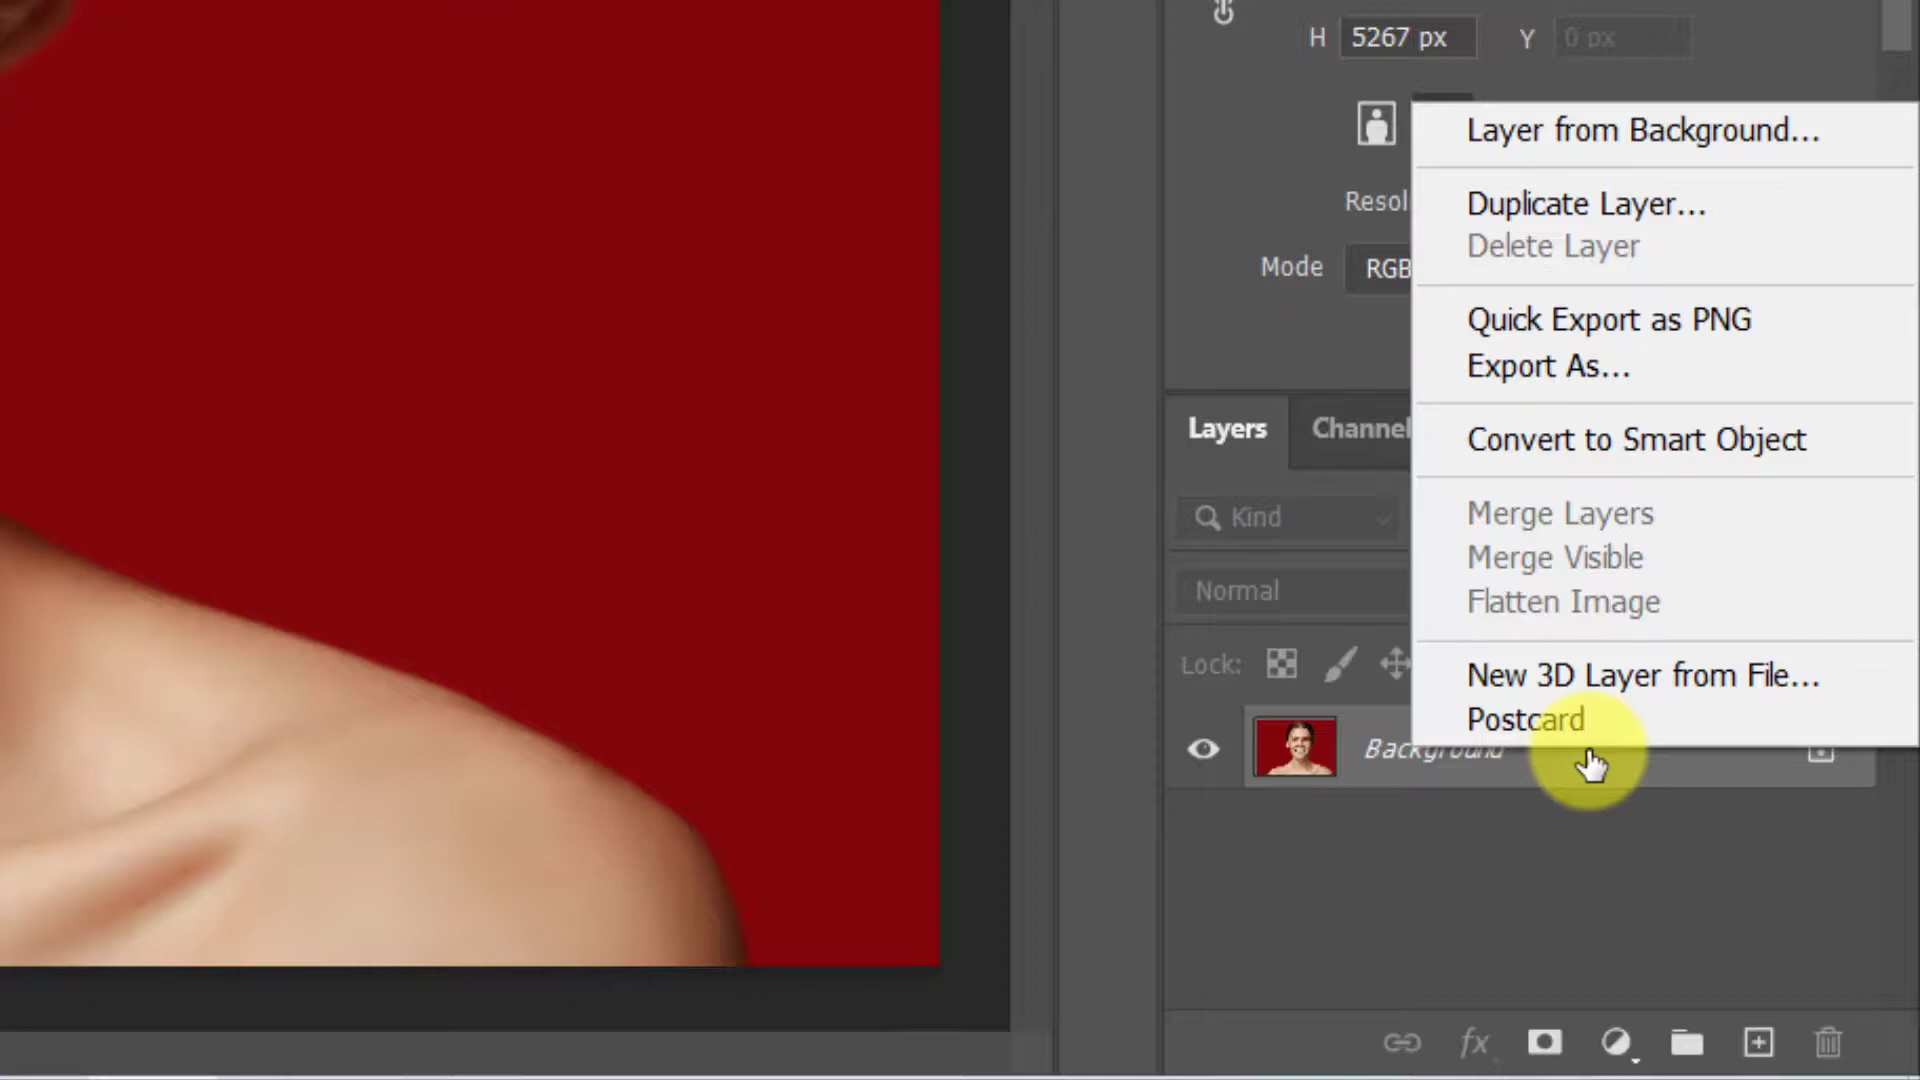 H 5267 px Y 0 px
Layer from Background...
Resol
Duplicate Layer...
Delete Layer
Mode RGB
Quick Export as PNG
Export As...
Layers Channel
Convert to Smart Object
Kind
Merge Layers
Merge Visible
Normal
Flatten Image
Lock:
New 3D Layer from File...
Postcard
Background
fx